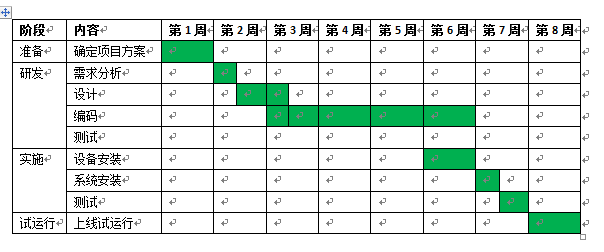 阶段 内容 第 1 周 第 2 周 第 3 周 第 4 周 第 5 周 第 6 周 第 7 周 第 8 周
准备 确定项目方案
研发 需求分析
设计
编码
测试
实施 设备安装
系统安装
测试
试运行 上线试运行